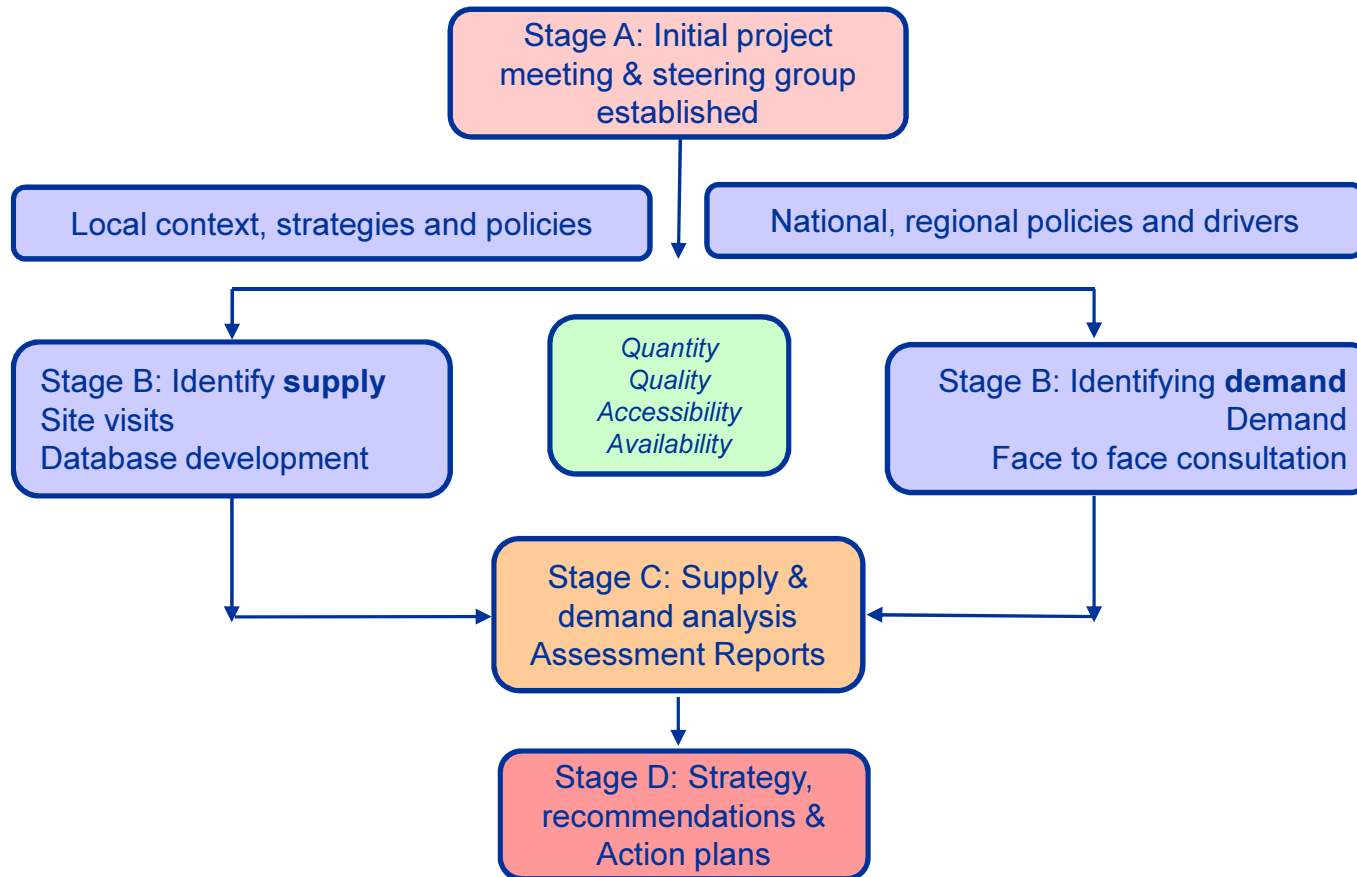 Stage A: Initial project
meeting & steering group
established
Local context, strategies and policies
National, regional policies and drivers
Stage B: Identify supply
Site visits
Database development
Quantity
Quality
Accessibility
Availability
Stage B: Identifying demand
Demand
Face to face consultation
Stage C: Supply &
demand analysis
Assessment Reports
Stage D: Strategy,
recommendations &
Action plans